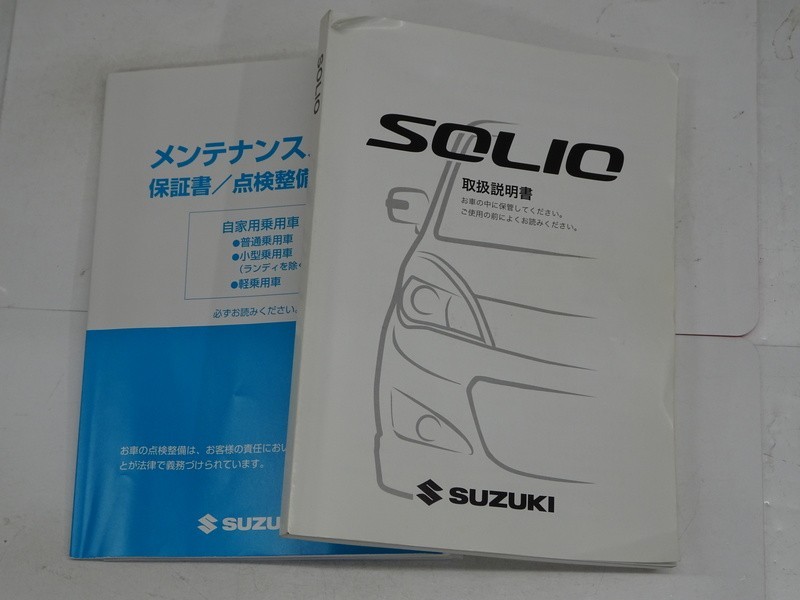 メンテナンス
保証書／点検整備
自家用乗用車
●普通乗用車
●小型乗用車
（ランディを除く
●軽乗用車
必ずお読みください。
お車の点検整備は、お客様の責任におい
とが法律で義務づけられています。
SUZU
SOLIO
SOLIO
取扱説明書
お車の中に保管してください。
ご使用の前によくお読みください。
SUZUKI